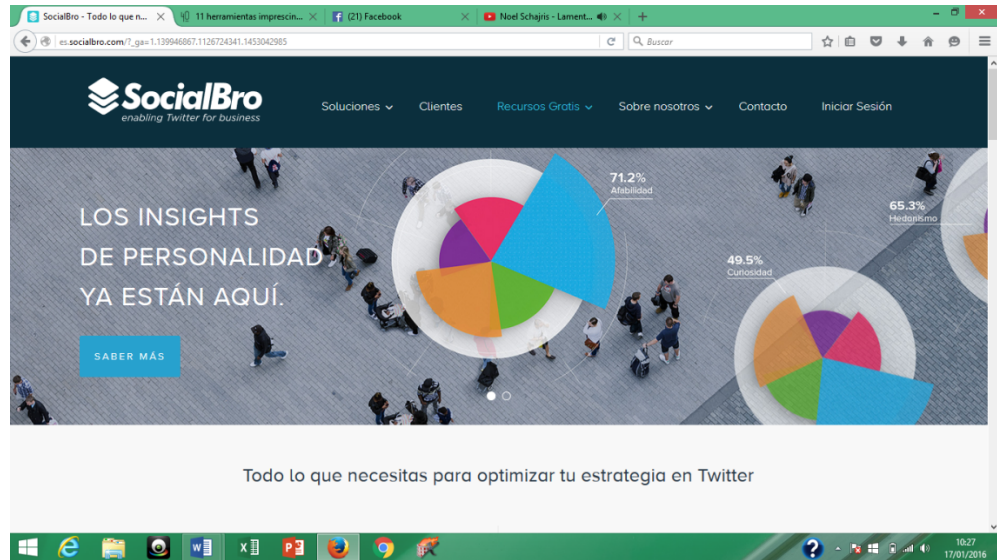 SocialBro - Todo lo que n...
11 herramientas imprescin...
(21) Facebook
Noel Schajris - Lament...
es.socialbro.com/?_ga=1.139946867.1126724341.1453042985
Buscar
SocialBro
enabling Twitter for business
Soluciones
Clientes
Recursos Gratis
Sobre nosotros
Contacto
Iniciar Sesión
LOS INSIGHTS
DE PERSONALIDAD
YA ESTÁN AQUÍ.
SABER MÁS
71.2%
Afabilidad
49.5%
Curiosidad
65.3%
Hedonismo
Todo lo que necesitas para optimizar tu estrategia en Twitter
10:27
17/01/2016